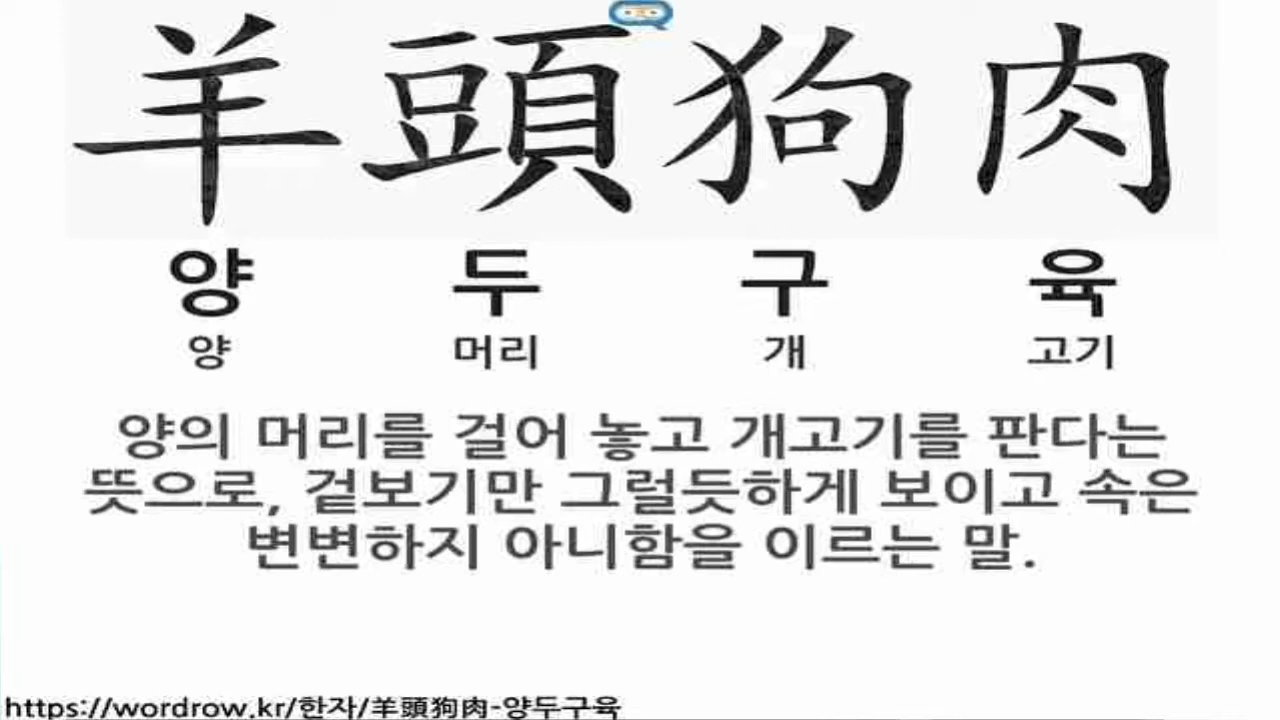 羊頭狗肉
양 두 구 육
양 머리 개 고기
양의 머리를 걸어 놓고 개고기를 판다는
뜻으로, 겉보기만 그럴듯하게 보이고 속은
변변하지 아니함을 이르는 말.
https://wordrow.kr/한자/羊頭狗肉-양두구육